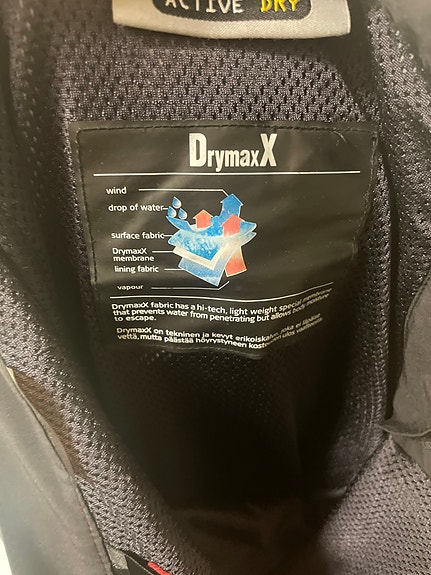 ACTIVE DRY
DrymaxX
wind
drop of water
surface fabric
DrymaxX
membrane
lining fabric
vapour
DrymaxX fabric has a hi-tech, light weight special membrane
that prevents water from penetrating but allows body moisture
to escape.
DrymaxX on tekninen ja kevyt erikoiskalvo, joka ei läpäise
vettä, mutta päästää höyrystyneen kosteuden ulos vaatteesta.